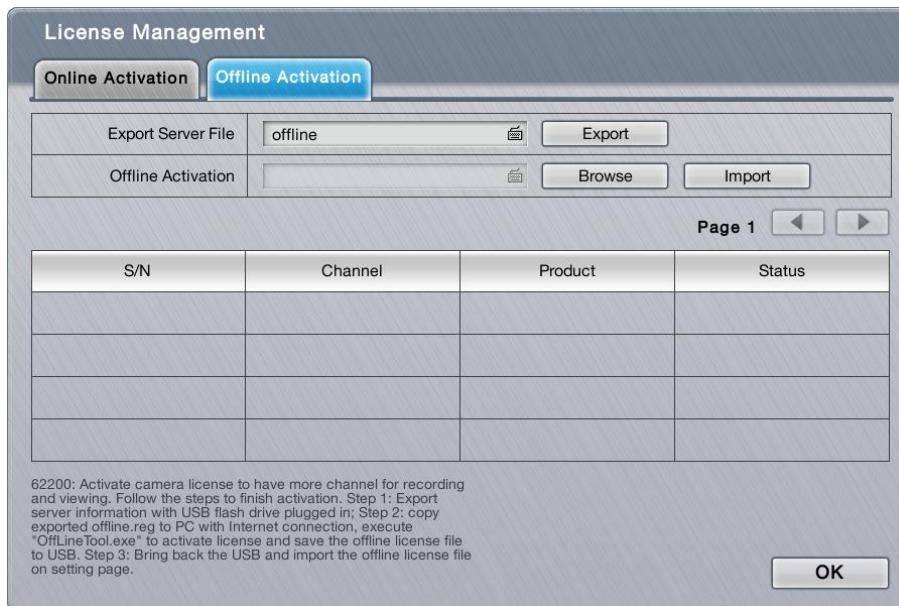 License Management
Online Activation
Offline Activation
Export Server File
offline
Export
Offline Activation
Browse
Import
Page 1
S/N
Channel
Product
Status
62200: Activate camera license to have more channel for recording
and viewing. Follow the steps to finish activation. Step 1: Export
server information with USB flash drive plugged in; Step 2: copy
exported offline.reg to PC with Internet connection, execute
"OffLineTool.exe" to activate license and save the offline license file
to USB. Step 3: Bring back the USB and import the offline license file
on setting page.
OK